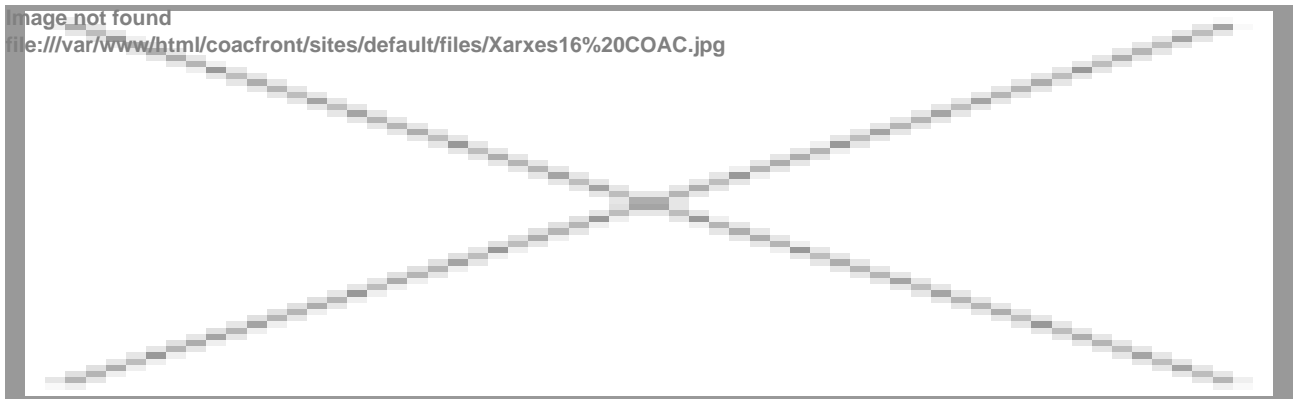 Image not found
file:///var/www/html/coacfront/sites/default/files/Xarxes16%20COAC.jpg